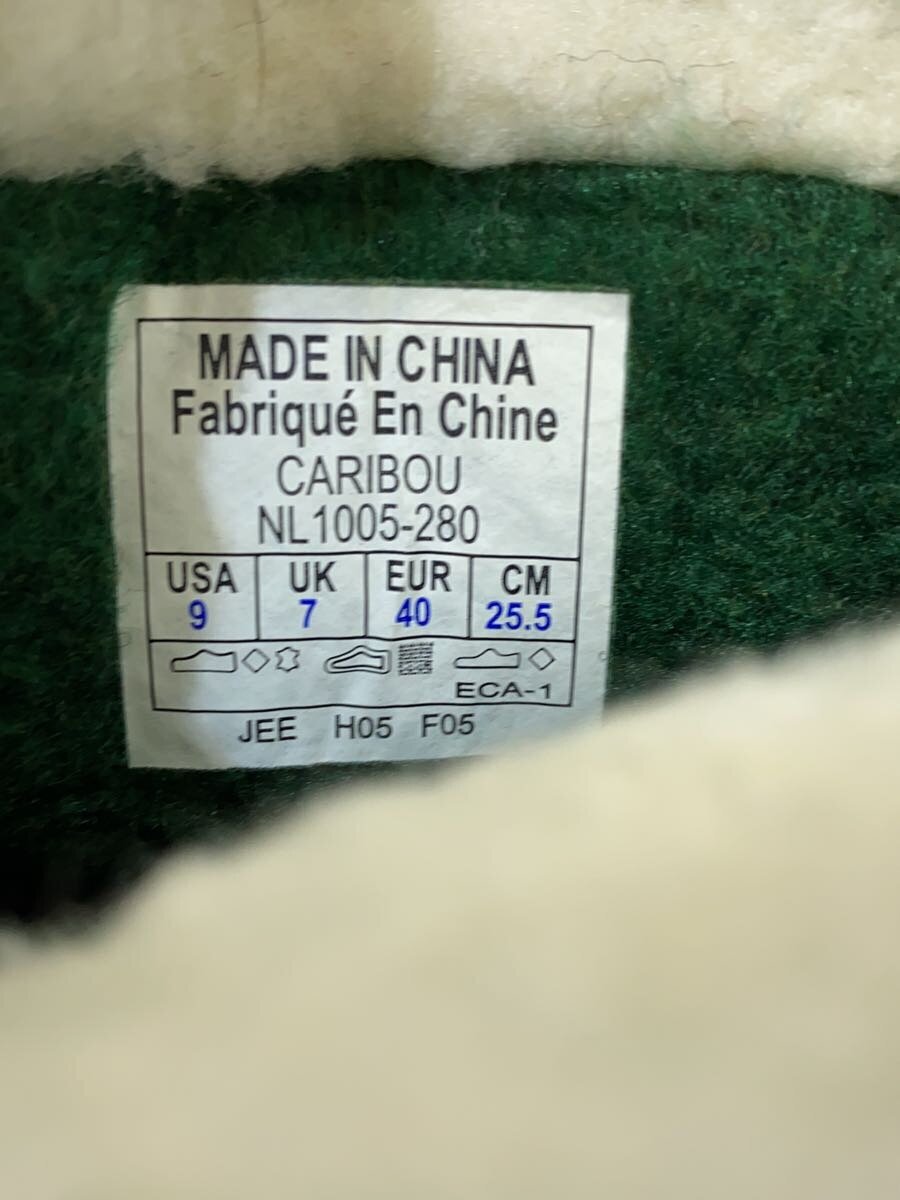 MADE IN CHINA
Fabriqué En Chine
CARIBOU
NL1005-280
USA UK EUR CM
9 7 40 25.5
ECA-1
JEE H05 F05